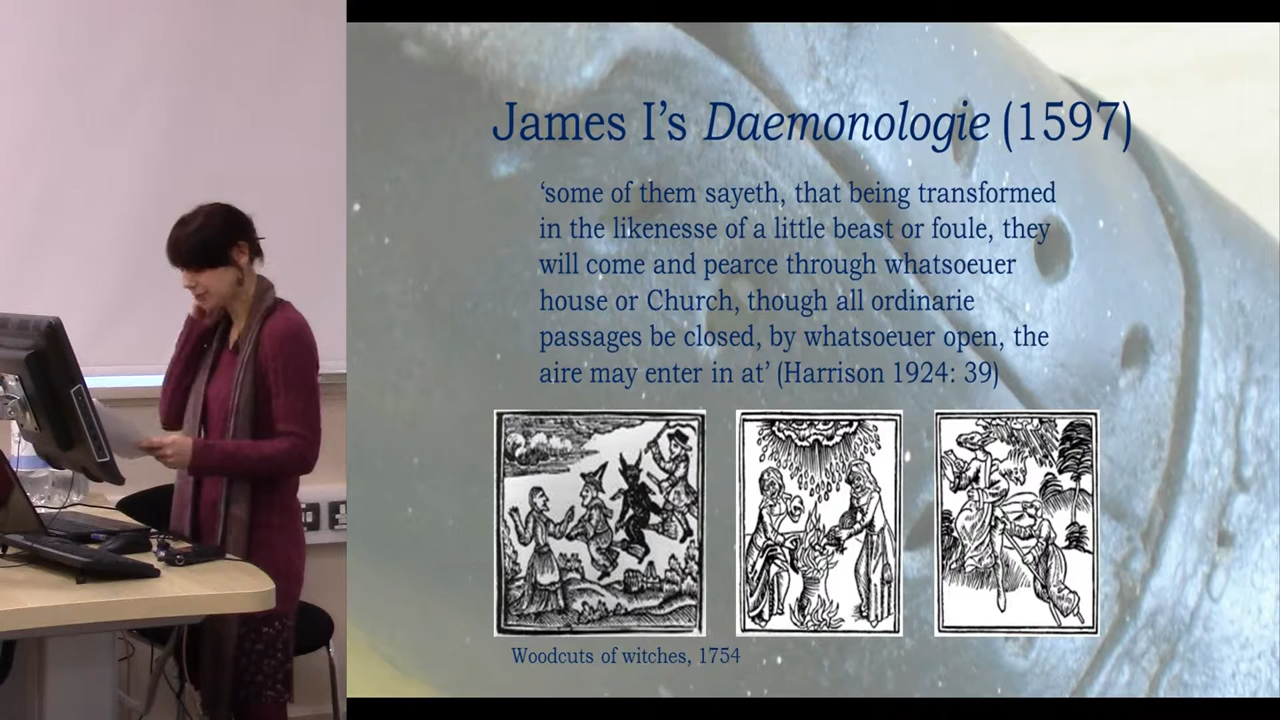 James I’s Daemonologie (1597)
‘some of them sayeth, that being transformed
in the likenesse of a little beast or foule, they
will come and pearce through whatsoeuer
house or Church, though all ordinarie
passages be closed, by whatsoeuer open, the
aire may enter in at’ (Harrison 1924: 39)
Woodcuts of witches, 1754